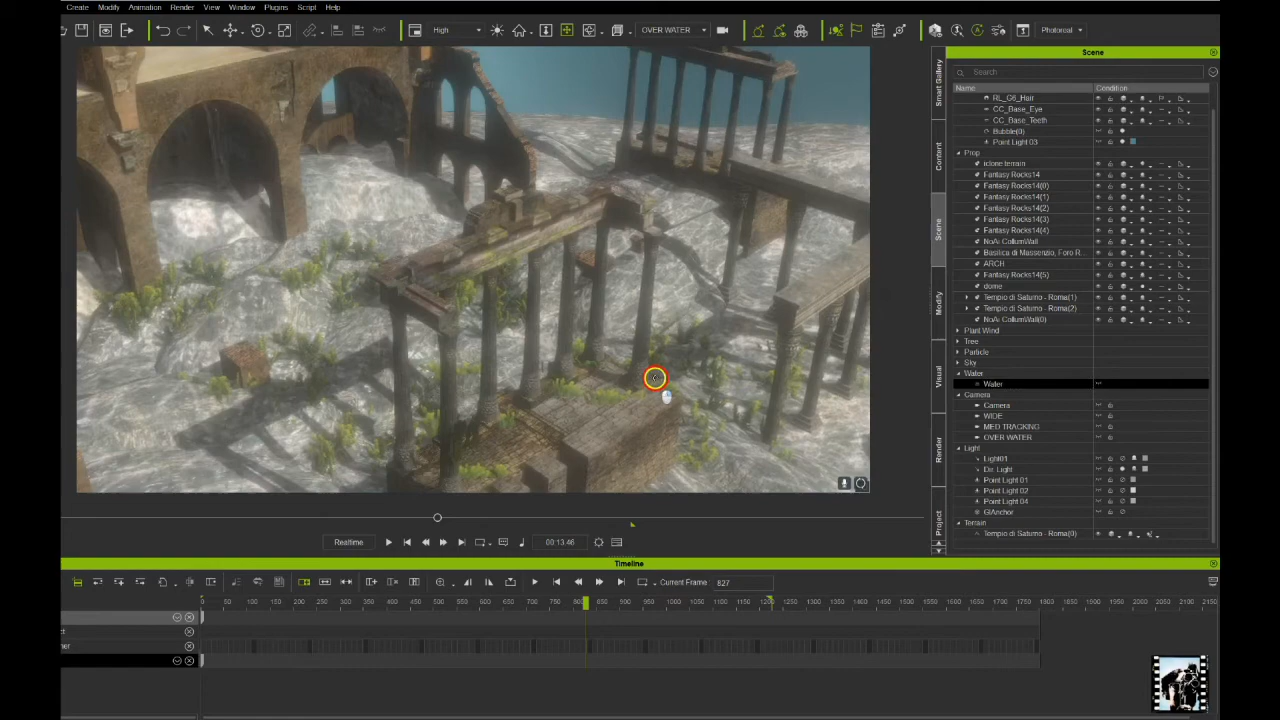 Create Modify Animation Render View Window Plugins Script Help
High OVER WATER Photoreal
Scene
Search
Name Condition
RL_G6_Hair
CC_Base_Eye
CC_Base_Teeth
Bubble(0)
Point Light 03
Prop
iclone terrain
Fantasy Rocks14
Fantasy Rocks14(0)
Fantasy Rocks14(1)
Fantasy Rocks14(2)
Fantasy Rocks14(3)
Fantasy Rocks14(4)
NoAi CollumWall
Basilica di Massenzio, Foro R...
ARCH
Fantasy Rocks14(5)
dome
Tempio di Saturno - Roma(1)
Tempio di Saturno - Roma(2)
NoAi CollumWall(0)
Plant Wind
Tree
Particle
Sky
Water
Water
Camera
Camera
WIDE
MED TRACKING
OVER WATER
Light
Light01
Dir. Light
Point Light 01
Point Light 02
Point Light 04
GIAnchor
Terrain
Tempio di Saturno - Roma(0)
Smart Gallery
Content
Scene
Modify
Visual
Render
Project
Realtime 00:13.46
Timeline
Current Frame 827
0 50 100 150 200 250 300 350 400 450 500 550 600 650 700 750 950 1000 1050 1100 1150 1250 1300 1350 1400 1450 1500 1550 1600 1650 1700 1750 1800 1850 1900 1950 2000 2050 2100 2150